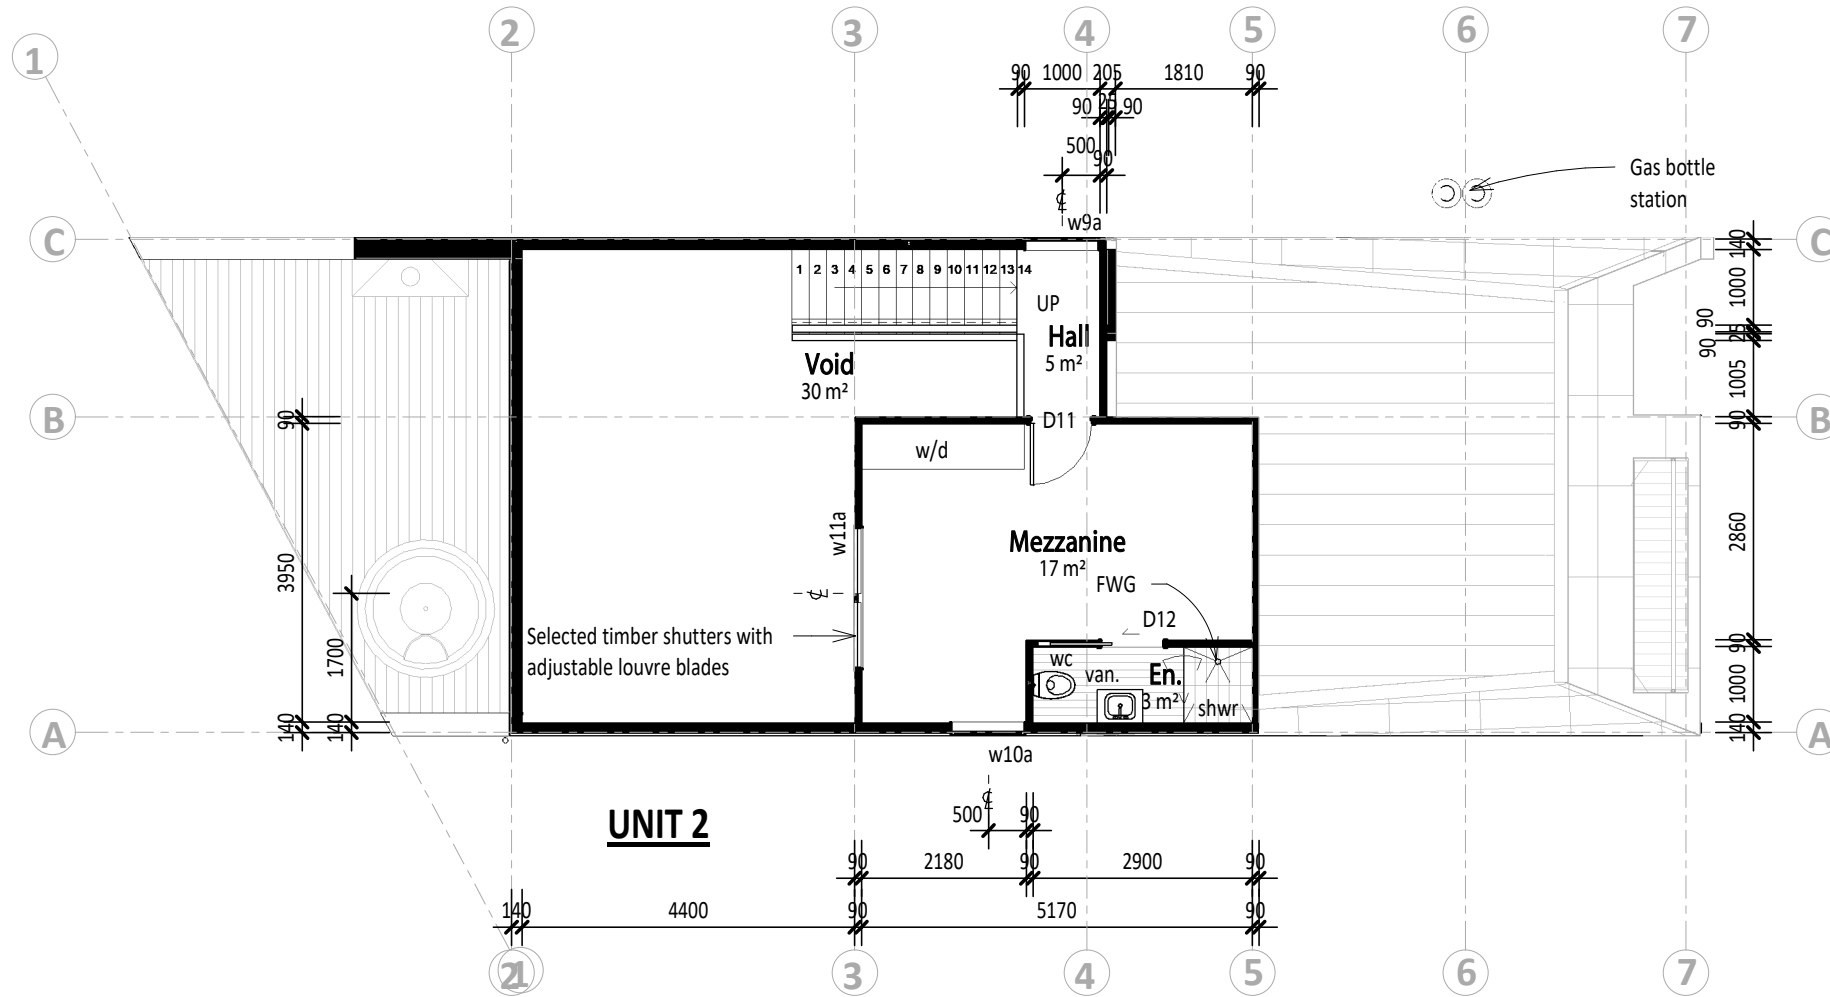 1
2
3
4
5
6
7
90 1000 205 1810 90
90 25 90
500
90
℄
w9a
Gas bottle
station
C
C
140
1000
90
25
90
1005
90
2860
90
1000
140
1 2 3 4 5 6 7 8 9 10 11 12 13 14
UP
Hall
5 m²
Void
30 m²
B
B
D11
w/d
90
3950
140
1700
140
w11a
℄
Mezzanine
17 m²
FWG
D12
Selected timber shutters with
adjustable louvre blades
wc
van.
En.
3 m²
shwr
A
A
w10a
℄
500 90
UNIT 2
90 2180 90 2900 90
140 4400 90 5170 90
2
1
3
4
5
6
7